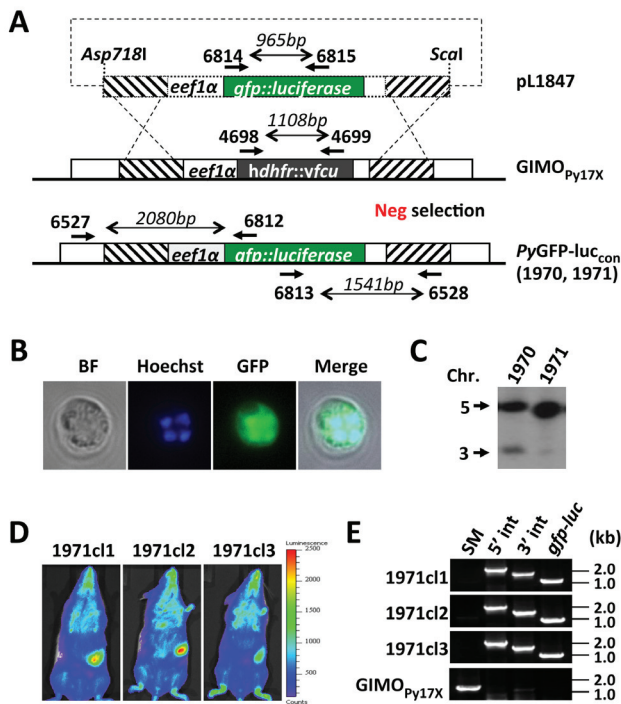 A
965bp
Asp718I
6814
6815
ScaI
eef1α
gfp::luciferase
pL1847
1108bp
4698
4699
eef1α
hdhfr::yfcu
GIMOPy17X
Neg selection
6527
2080bp
6812
eef1α
gfp::luciferase
PyGFP-luccon
(1970, 1971)
6813
1541bp
6528
B
BF
Hoechst
GFP
Merge
C
1970
1971
Chr.
5
3
D
1971cl1
1971cl2
1971cl3
Luminescence
2500
2000
1500
1000
500
Counts
E
SM
5' int
3' int
gfp-luc
(kb)
1971cl1
2.0
1.0
1971cl2
2.0
1.0
1971cl3
2.0
1.0
GIMOPy17X
2.0
1.0